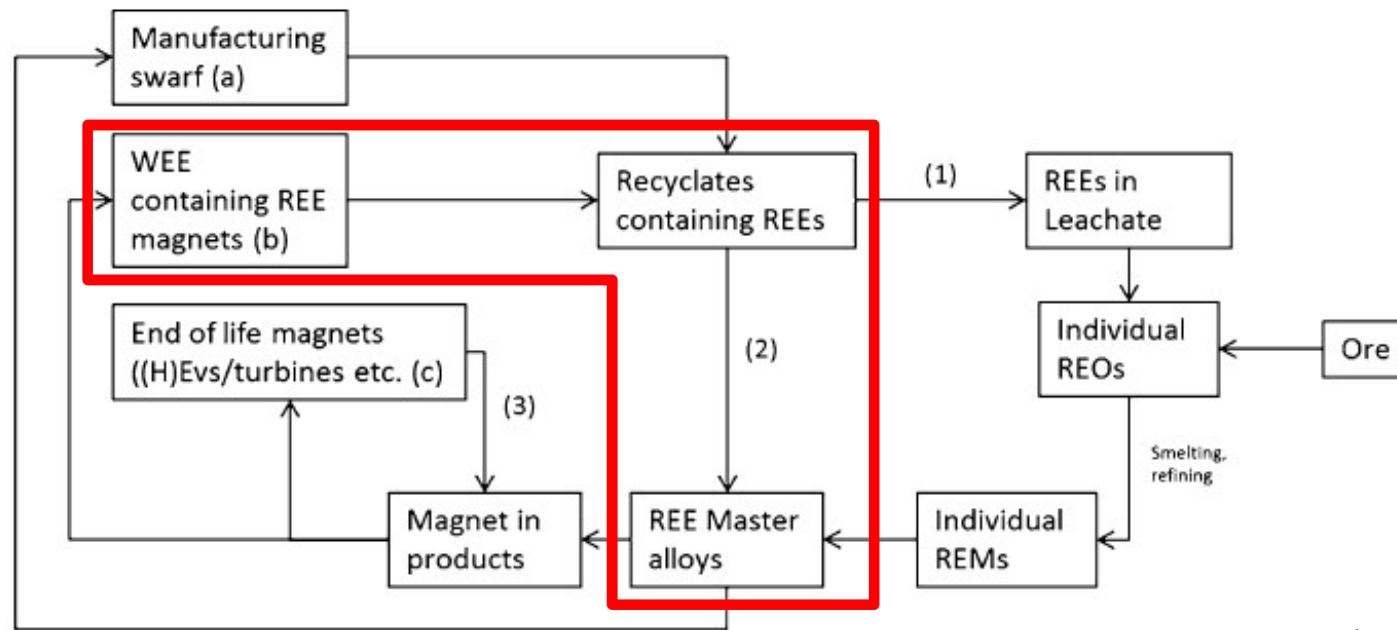 Manufacturing
swarf (a)
WEE
containing REE
magnets (b)
Recyclates
containing REEs
(1)
REEs in
Leachate
End of life magnets
((H)Evs/turbines etc. (c)
(3)
(2)
Individual
REOs
Ore
Smelting,
refining
Magnet in
products
REE Master
alloys
Individual
REMs